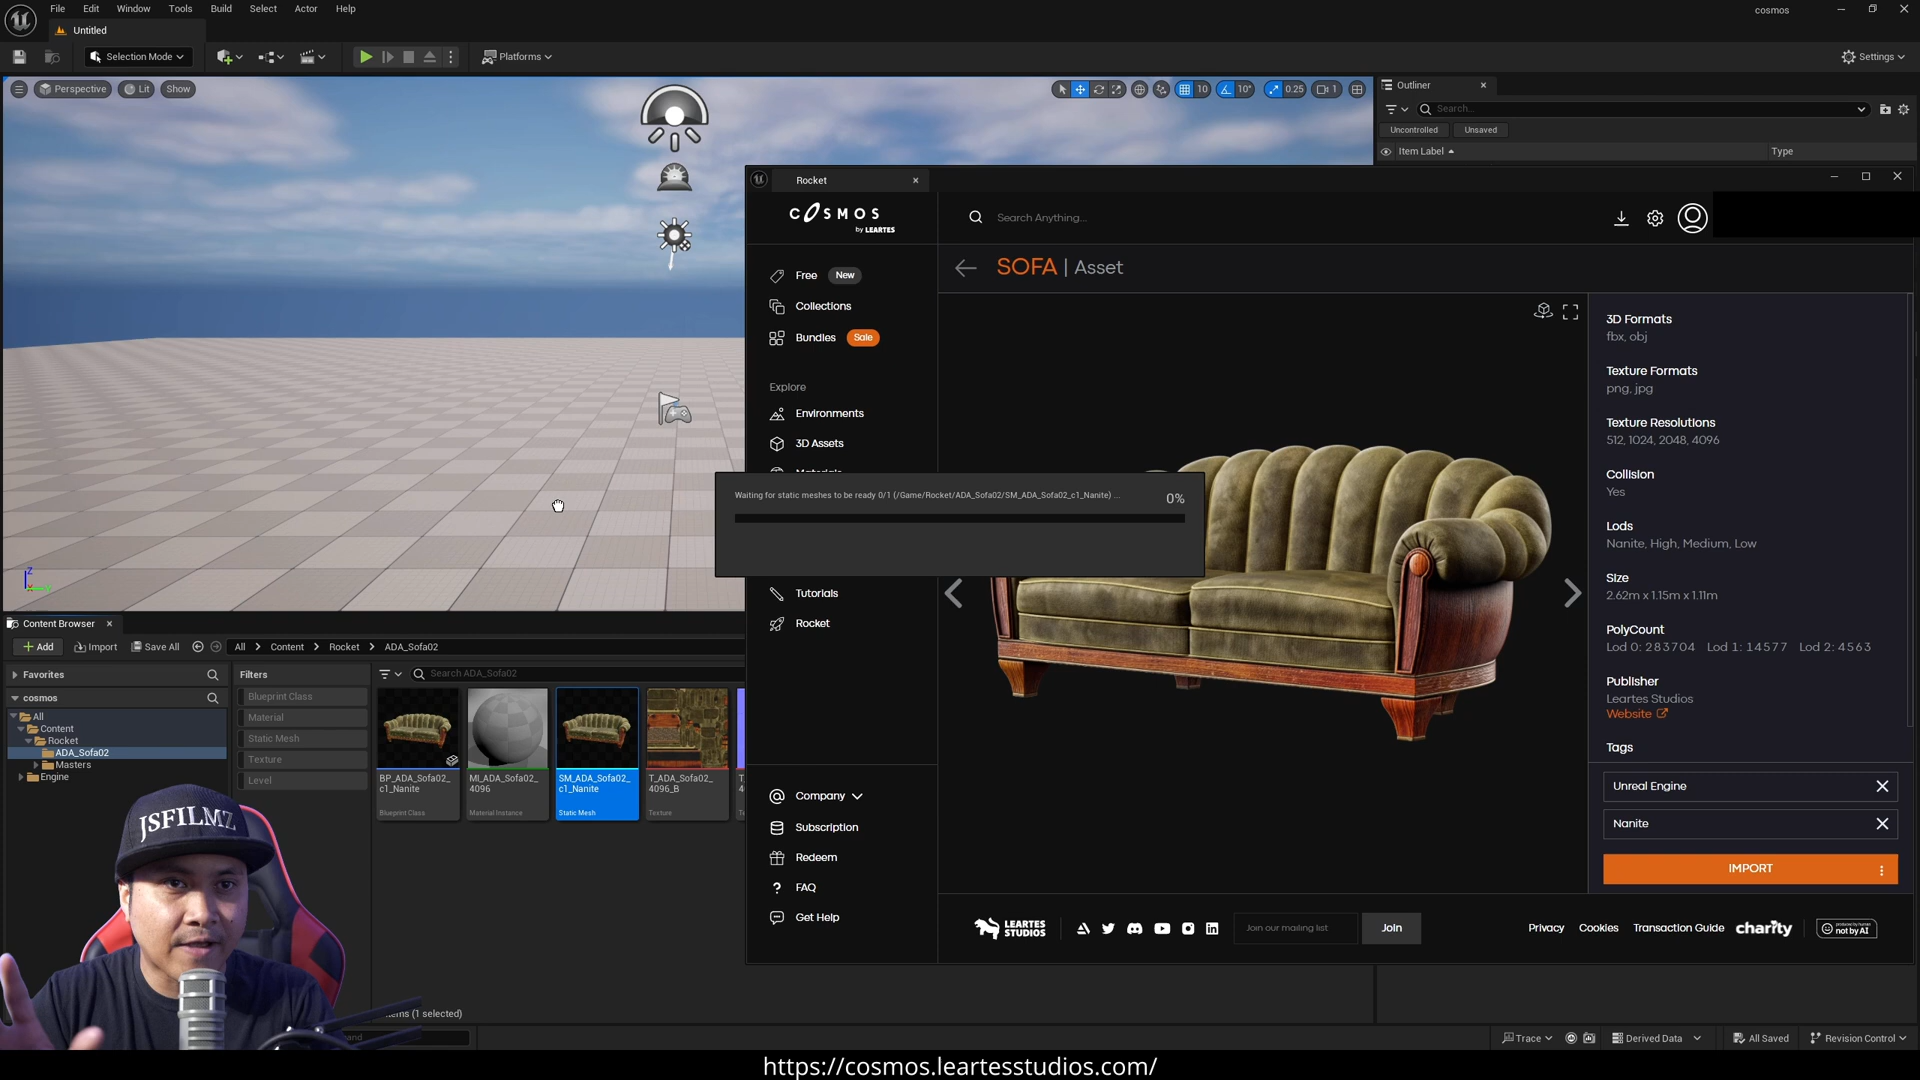 File Edit Window Tools Build Select Actor Help
cosmos
Untitled
Selection Mode
Platforms
Settings
Perspective
Lit
Show
10
10°
0.25
1
Outliner
Search...
Uncontrolled
Unsaved
Item Label
Type
Rocket
COSMOS
by LEARTES
Search Anything...
SOFA | Asset
Free
New
Collections
Bundles
Sale
Explore
Environments
3D Assets
Waiting for static meshes to be ready 0/1 (/Game/Rocket/ADA_Sofa02/SM_ADA_Sofa02_c1_Nanite) ...
0%
Tutorials
Rocket
Company
Subscription
Redeem
FAQ
Get Help
3D Formats
fbx, obj
Texture Formats
png, jpg
Texture Resolutions
512, 1024, 2048, 4096
Collision
Yes
Lods
Nanite, High, Medium, Low
Size
2.62m x 1.15m x 1.11m
PolyCount
Lod 0: 283704 Lod 1: 14577 Lod 2: 4563
Publisher
Leartes Studios
Website
Tags
Unreal Engine
Nanite
IMPORT
LEARTES
STUDIOS
Join our mailing list
Join
Privacy
Cookies
Transaction Guide
charity
not by AI
Content Browser
Add
Import
Save All
All > Content > Rocket > ADA_Sofa02
Favorites
cosmos
All
Content
Rocket
ADA_Sofa02
Masters
Engine
Filters
Blueprint Class
Material
Static Mesh
Texture
Level
Search ADA_Sofa02
BP_ADA_Sofa02_
c1_Nanite
Blueprint Class
MI_ADA_Sofa02_
4096
Material Instance
SM_ADA_Sofa02_
c1_Nanite
Static Mesh
T_ADA_Sofa02_
4096_B
Texture
JSFILMZ
(1 selected)
Trace
Derived Data
All Saved
Revision Control
https://cosmos.leartesstudios.com/